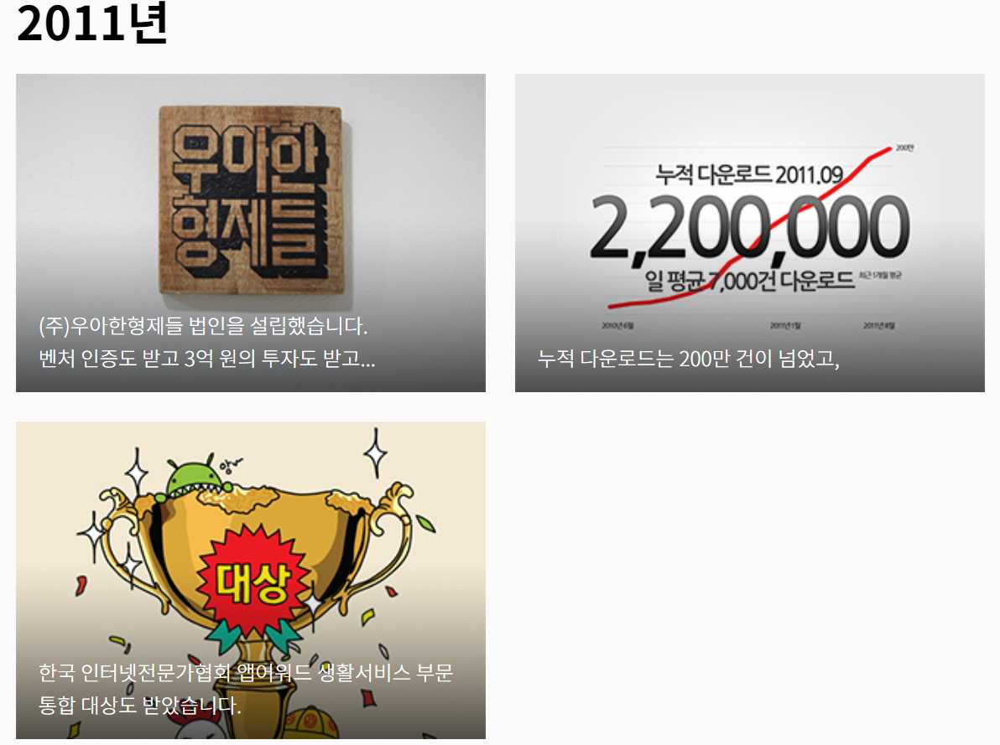 2011년
우아한
형제들
(주)우아한형제들 법인을 설립했습니다.
벤처 인증도 받고 3억 원의 투자도 받고...
200만
누적 다운로드 2011.09
2,200,000
일 평균 7,000건 다운로드 최근 1개월 평균
2010년 6월 2011년 1월 2011년 8월
누적 다운로드는 200만 건이 넘었고,
앙~
대상
한국 인터넷전문가협회 앱어워드 생활서비스 부문
통합 대상도 받았습니다.